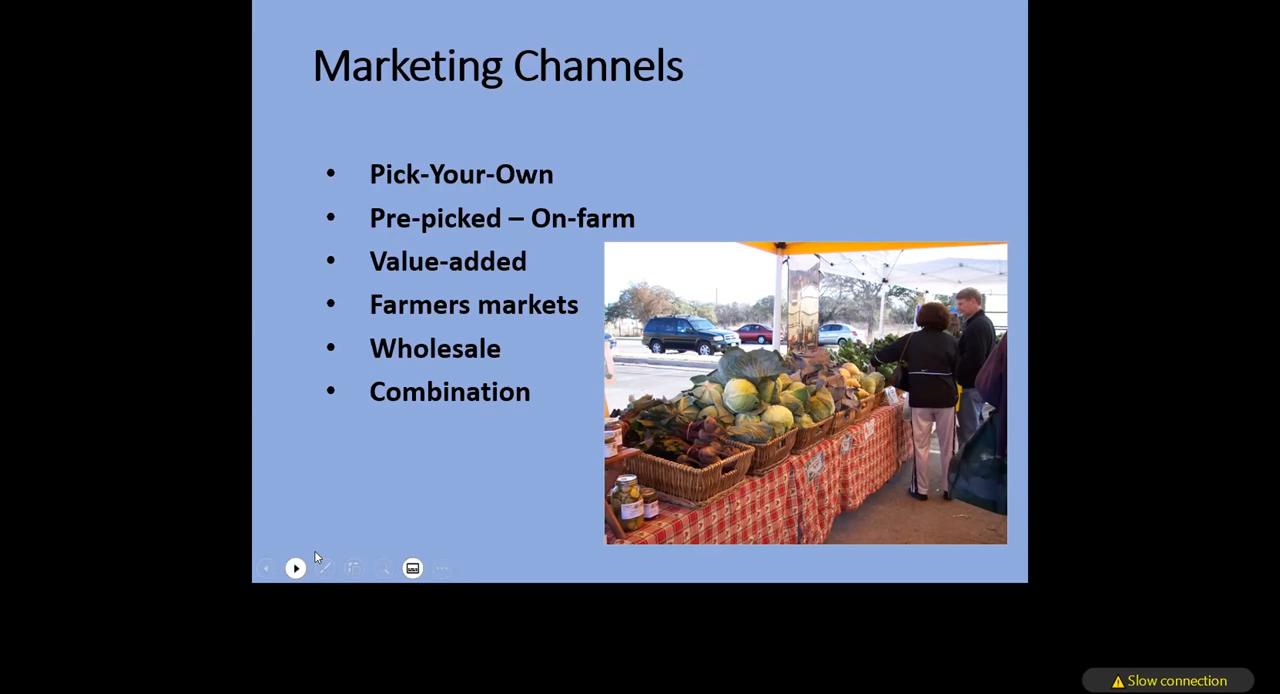 Marketing Channels
• Pick-Your-Own
• Pre-picked – On-farm
• Value-added
• Farmers markets
• Wholesale
• Combination
Slow connection